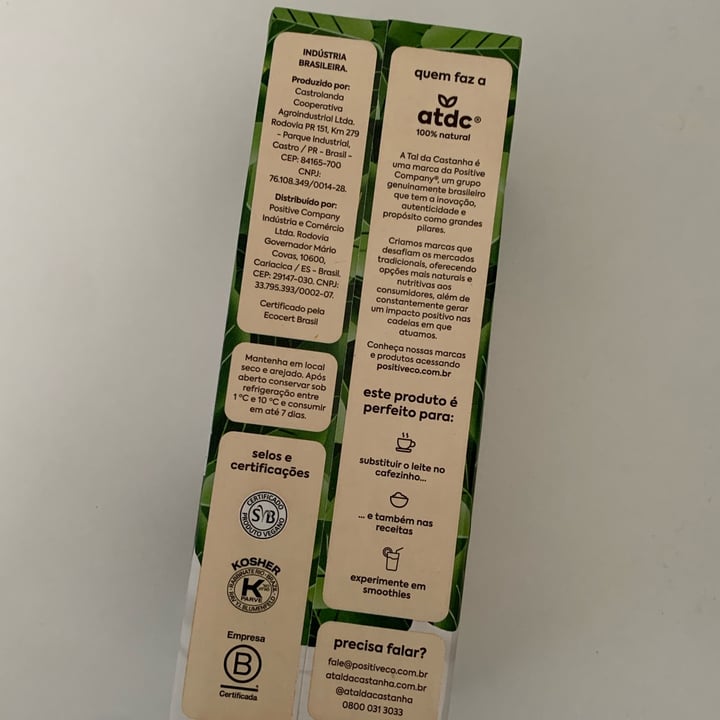 INDÚSTRIA
BRASILEIRA.
Produzido por:
Castrolanda
Cooperativa
Agroindustrial Ltda.
Rodovia PR 151, Km 279
- Parque Industrial,
Castro / PR - Brasil -
CEP: 84165-700
CNPJ:
76.108.349/0014-28.
Distribuído por:
Positive Company
Indústria e Comércio
Ltda. Rodovia
Governador Mário
Covas, 10600,
Cariacica / ES - Brasil.
CEP: 29147-030. CNPJ:
33.795.393/0002-07.
Certificado pela
Ecocert Brasil
Mantenha em local
seco e arejado. Após
aberto conservar sob
refrigeração entre
1 °C e 10 °C e consumir
em até 7 dias.
selos e
certificações
CERTIFICADO
SVB
PRODUTO VEGANO
KOSHER
RABBINATE RIO - BRAZIL
K
PARVE
RAV Y. BLUMENFELD
Empresa
B
Certificada
quem faz a
atdc®
100% natural
A Tal da Castanha é
uma marca da Positive
Company®, um grupo
genuinamente brasileiro
que tem a inovação,
autenticidade e
propósito como grandes
pilares.
Criamos marcas que
desafiam os mercados
tradicionais, oferecendo
opções mais naturais e
nutritivas aos
consumidores, além de
constantemente gerar
um impacto positivo nas
cadeias em que
atuamos.
Conheça nossas marcas
e produtos acessando
positiveco.com.br
este produto é
perfeito para:
substituir o leite no
cafezinho...
... e também nas
receitas
experimente em
smoothies
precisa falar?
fale@positiveco.com.br
ataldacastanha.com.br
@ataldacastanha
0800 031 3033